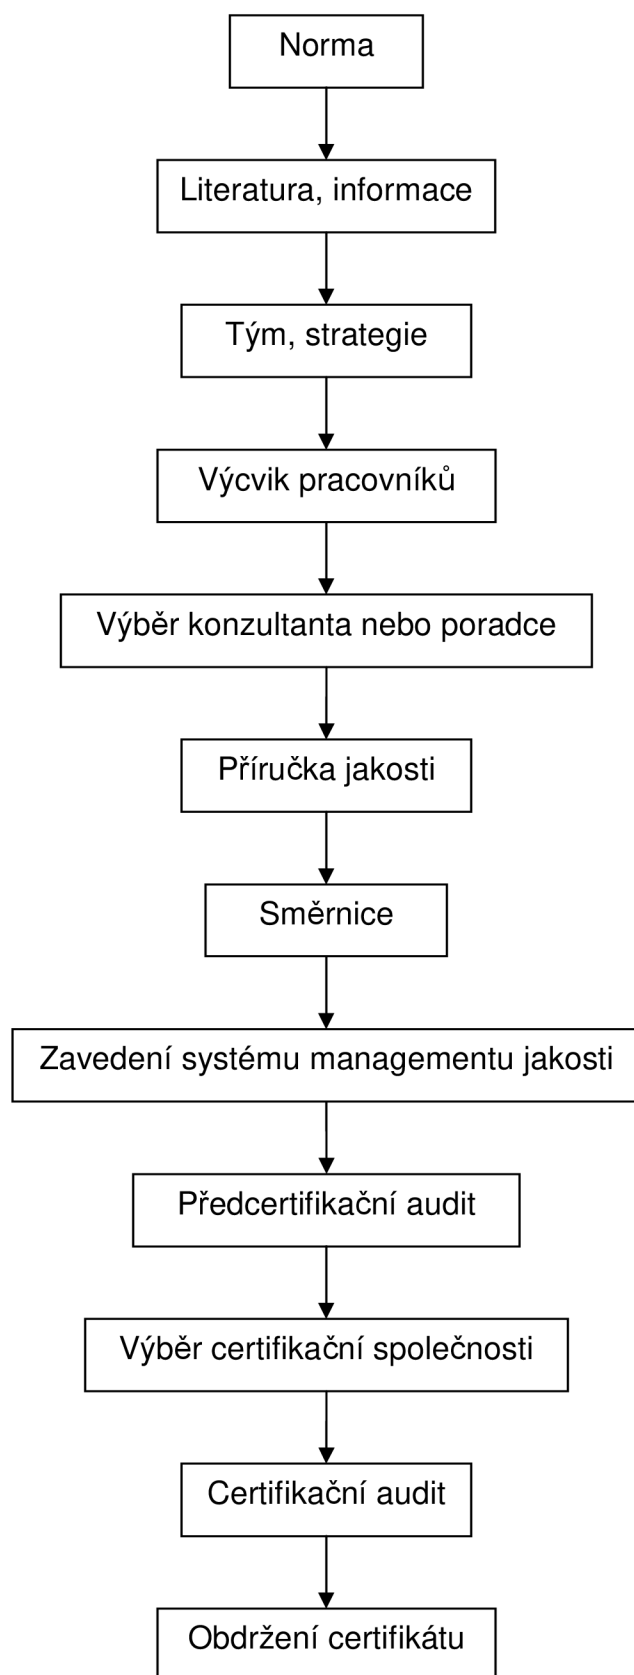 Norma
Literatura, informace
Tým, strategie
Výcvik pracovníků
Výběr konzultanta nebo poradce
Příručka jakosti
Směrnice
Zavedení systému managementu jakosti
Předcertifikační audit
Výběr certifikační společnosti
Certifikační audit
Obdržení certifikátu